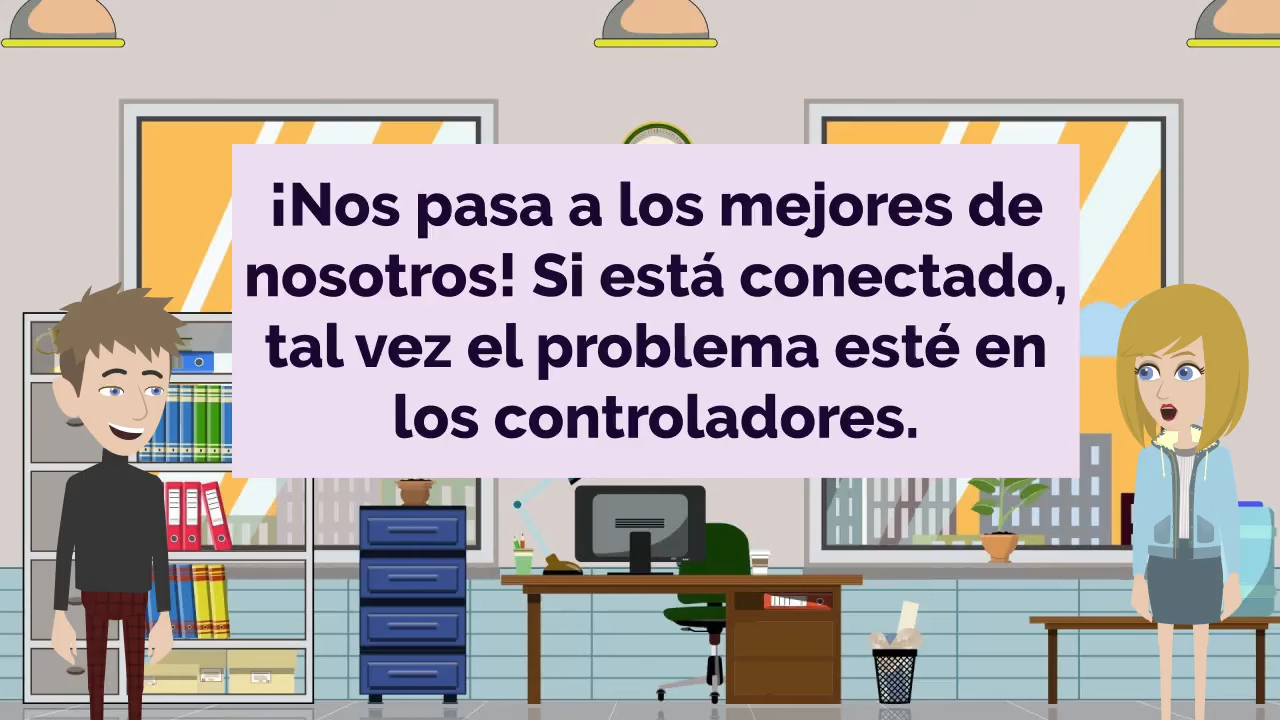 ¡Nos pasa a los mejores de
nosotros! Si está conectado,
tal vez el problema esté en
los controladores.